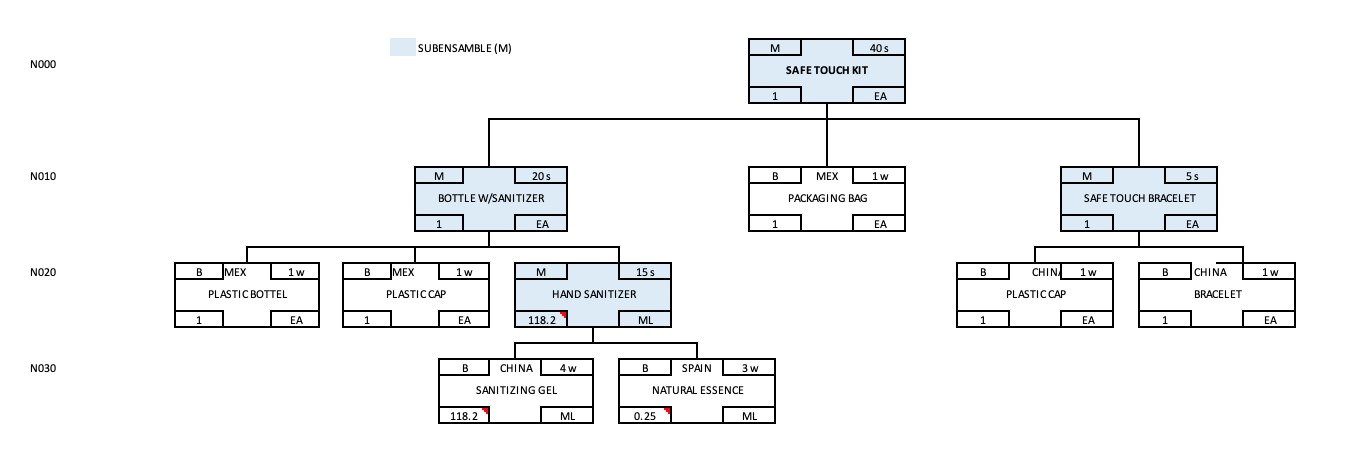 SUBENSAMBLE (M)
M 40 s
N000
SAFE TOUCH KIT
1 EA
M 20 s B MEX 1 w M 5 s
N010
BOTTLE W/SANITIZER PACKAGING BAG SAFE TOUCH BRACELET
1 EA 1 EA 1 EA
N020 B MEX 1 w B MEX 1 w M 15 s B CHINA 1 w B CHINA 1 w
PLASTIC BOTTEL PLASTIC CAP HAND SANITIZER PLASTIC CAP BRACELET
1 EA 1 EA 118.2 ML 1 EA 1 EA
N030 B CHINA 4 w B SPAIN 3 w
SANITIZING GEL NATURAL ESSENCE
118.2 ML 0.25 ML